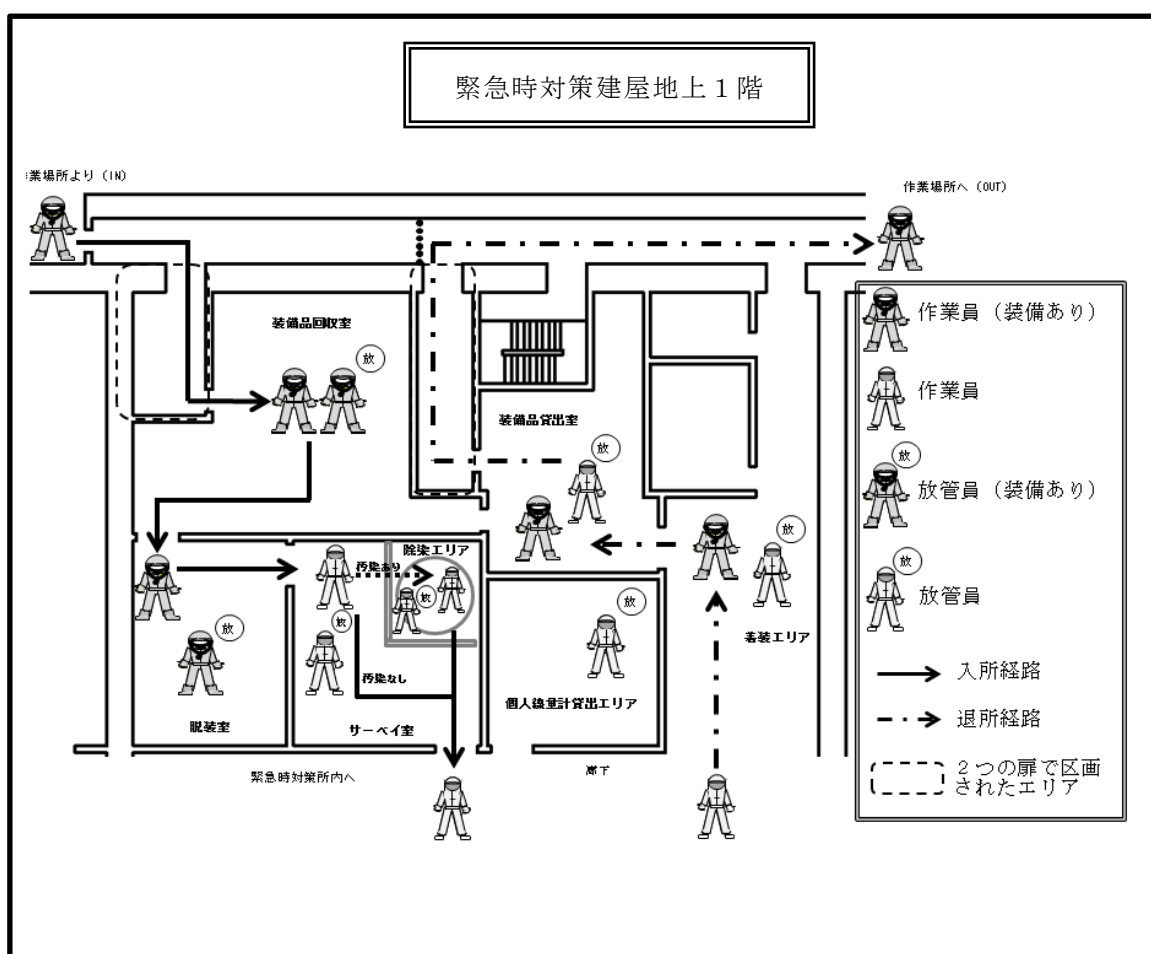 緊急時対策建屋地上１階
業場所より (IN)
作業場所へ (OUT)
装備品回収室
放
装備品貸出室
放
除染エリア
汚染あり
放
放
放
汚染なし
放
放
着装エリア
個人線量計貸出エリア
脱装室
サーベイ室
緊急時対策所内へ
廊下
作業員（装備あり）
作業員
放
放管員（装備あり）
放
放管員
入所経路
退所経路
２つの扉で区画
されたエリア